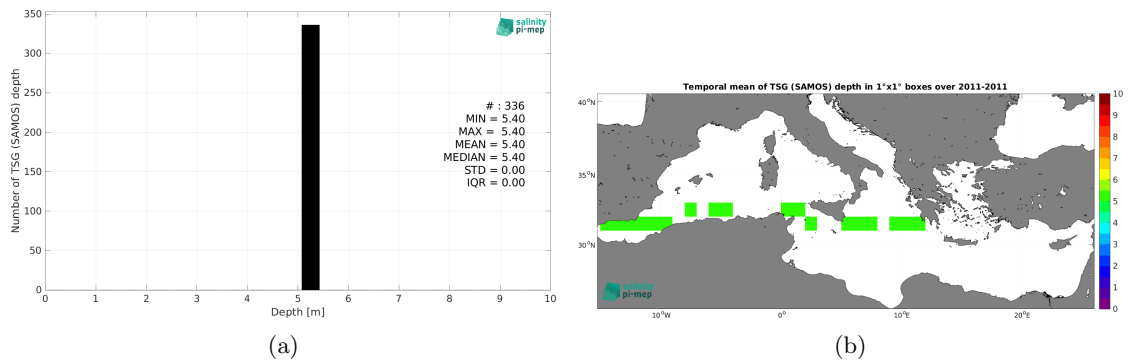 350
300
250
200
150
100
50
0
Number of TSG (SAMOS) depth
salinity
pi-mep
# : 336
MIN = 5.40
MAX = 5.40
MEAN = 5.40
MEDIAN = 5.40
STD = 0.00
IQR = 0.00
0 1 2 3 4 5 6 7 8 9 10
Depth [m]
(a)
Temporal mean of TSG (SAMOS) depth in 1°x1° boxes over 2011-2011
40°N
35°N
30°N
salinity
pi-mep
10°W 0° 10°E 20°E
10
9
8
7
6
5
4
3
2
1
0
(b)